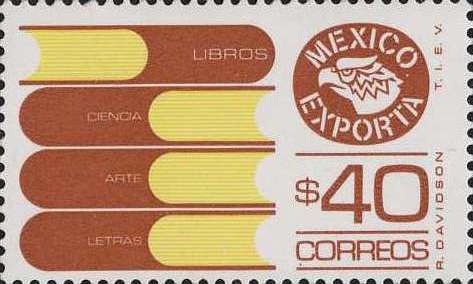 LIBROS
CIENCIA
ARTE
LETRAS
MEXICO
EXPORTA
$40
CORREOS
T.I.E.V.
R. DAVIDSON